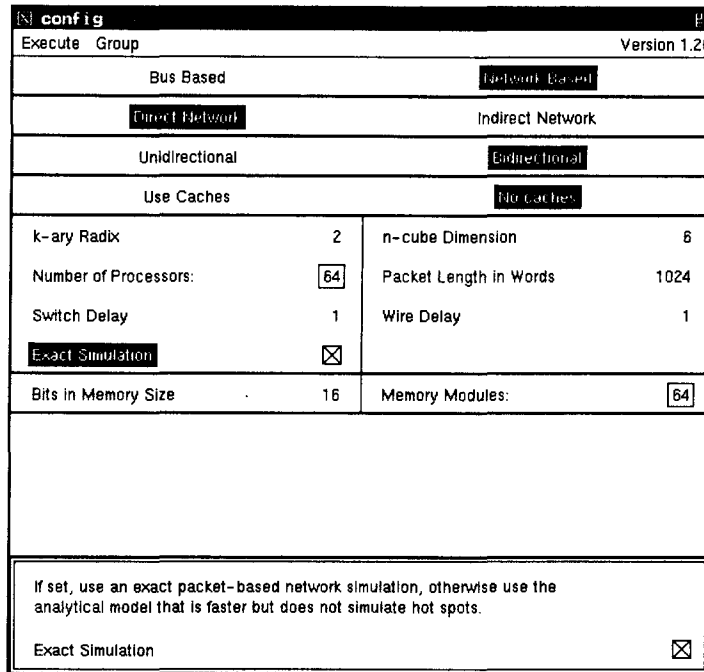 config
Execute Group Version 1.2
Bus Based Network Based
Direct Network Indirect Network
Unidirectional Bidirectional
Use Caches No caches
k-ary Radix 2 n-cube Dimension 6
Number of Processors: 64 Packet Length in Words 1024
Switch Delay 1 Wire Delay 1
Exact Simulation
Bits in Memory Size 16 Memory Modules: 64
If set, use an exact packet-based network simulation, otherwise use the
analytical model that is faster but does not simulate hot spots.
Exact Simulation